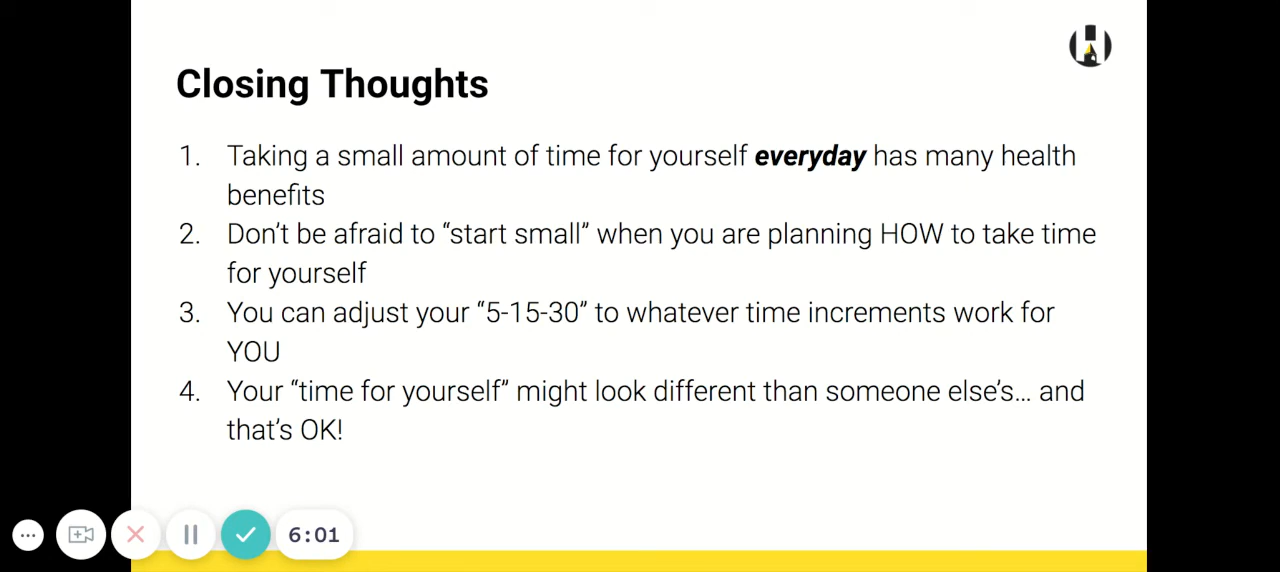 Closing Thoughts
1. Taking a small amount of time for yourself everyday has many health
benefits
2. Don’t be afraid to “start small” when you are planning HOW to take time
for yourself
3. You can adjust your “5-15-30” to whatever time increments work for
YOU
4. Your “time for yourself” might look different than someone else’s… and
that’s OK!
6:01